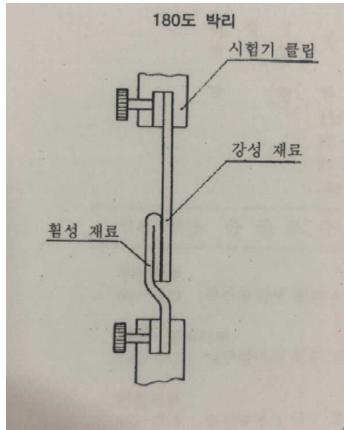 180도 박리
시험기 클립
강성 재료
휨성 재료